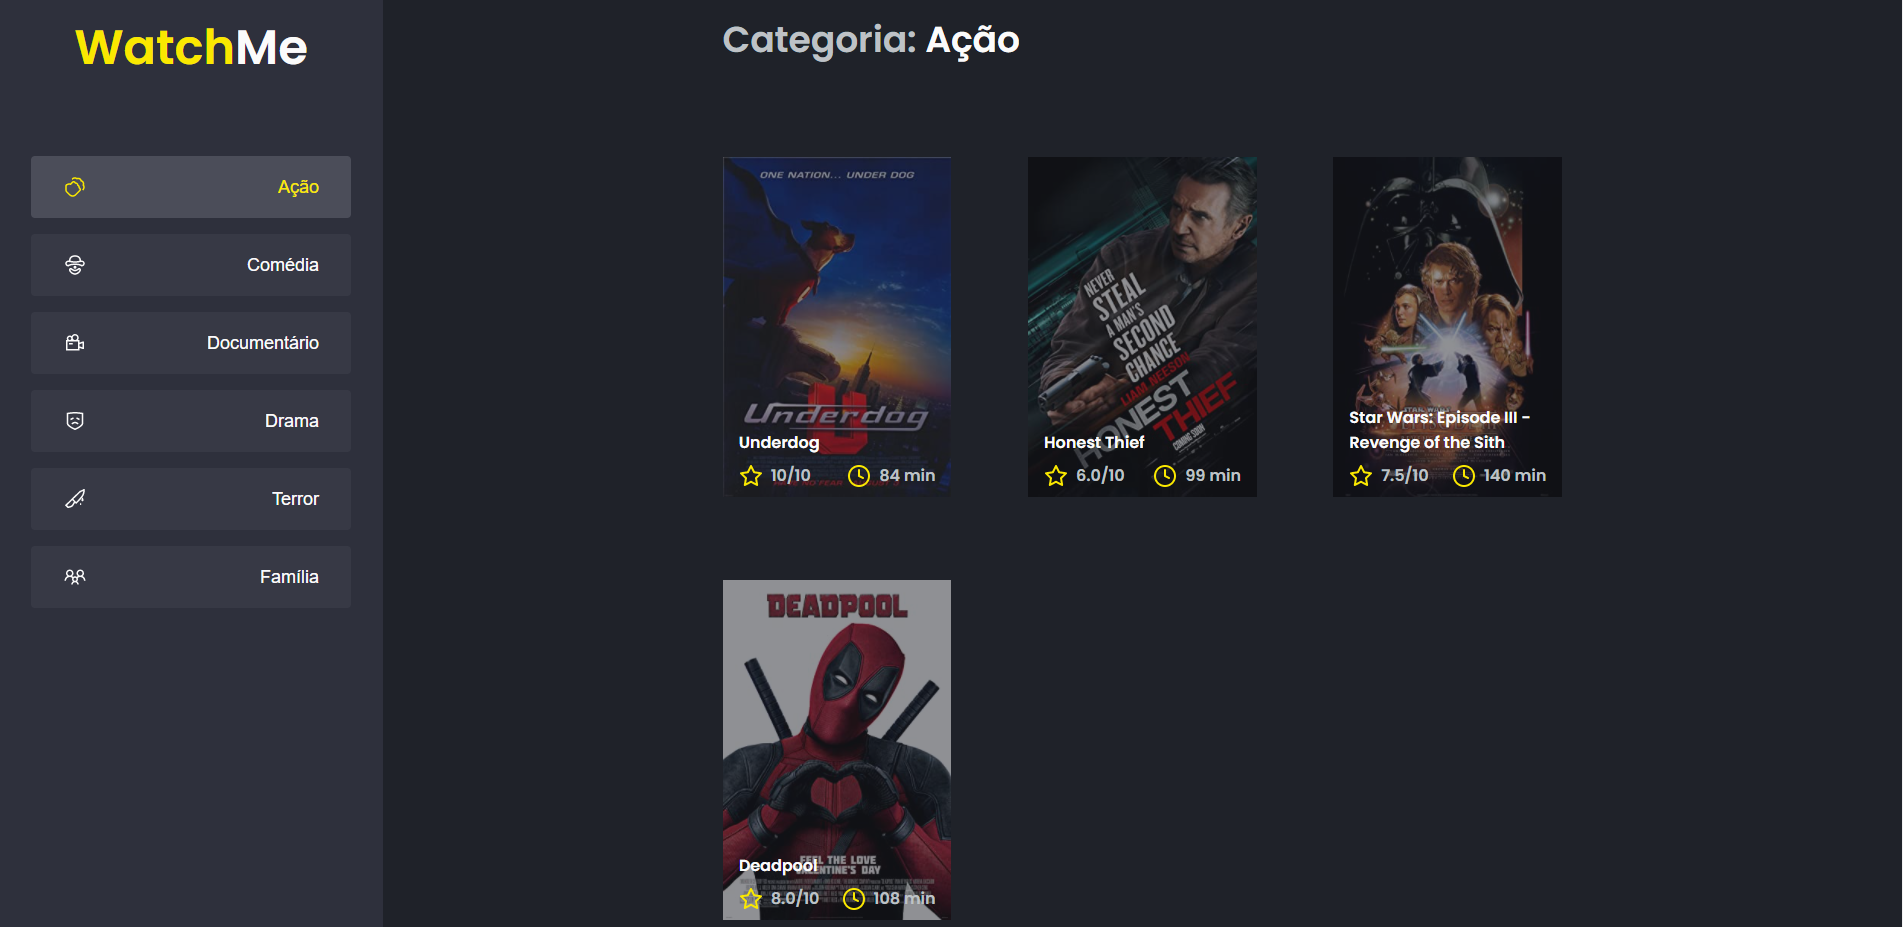 WatchMe
Categoria: Ação
Ação
Comédia
Documentário
Drama
Terror
Família
ONE NATION... UNDER DOG
Underdog
Underdog
10/10 84 min
NEVER
STEAL
A MAN'S
SECOND
CHANCE
LIAM NEESON
HONEST
THIEF
COMING SOON
Honest Thief
6.0/10 99 min
STAR WARS
Star Wars: Episode III -
Revenge of the Sith
7.5/10 140 min
DEADPOOL
FEEL THE LOVE
VALENTINE'S DAY
Deadpool
8.0/10 108 min